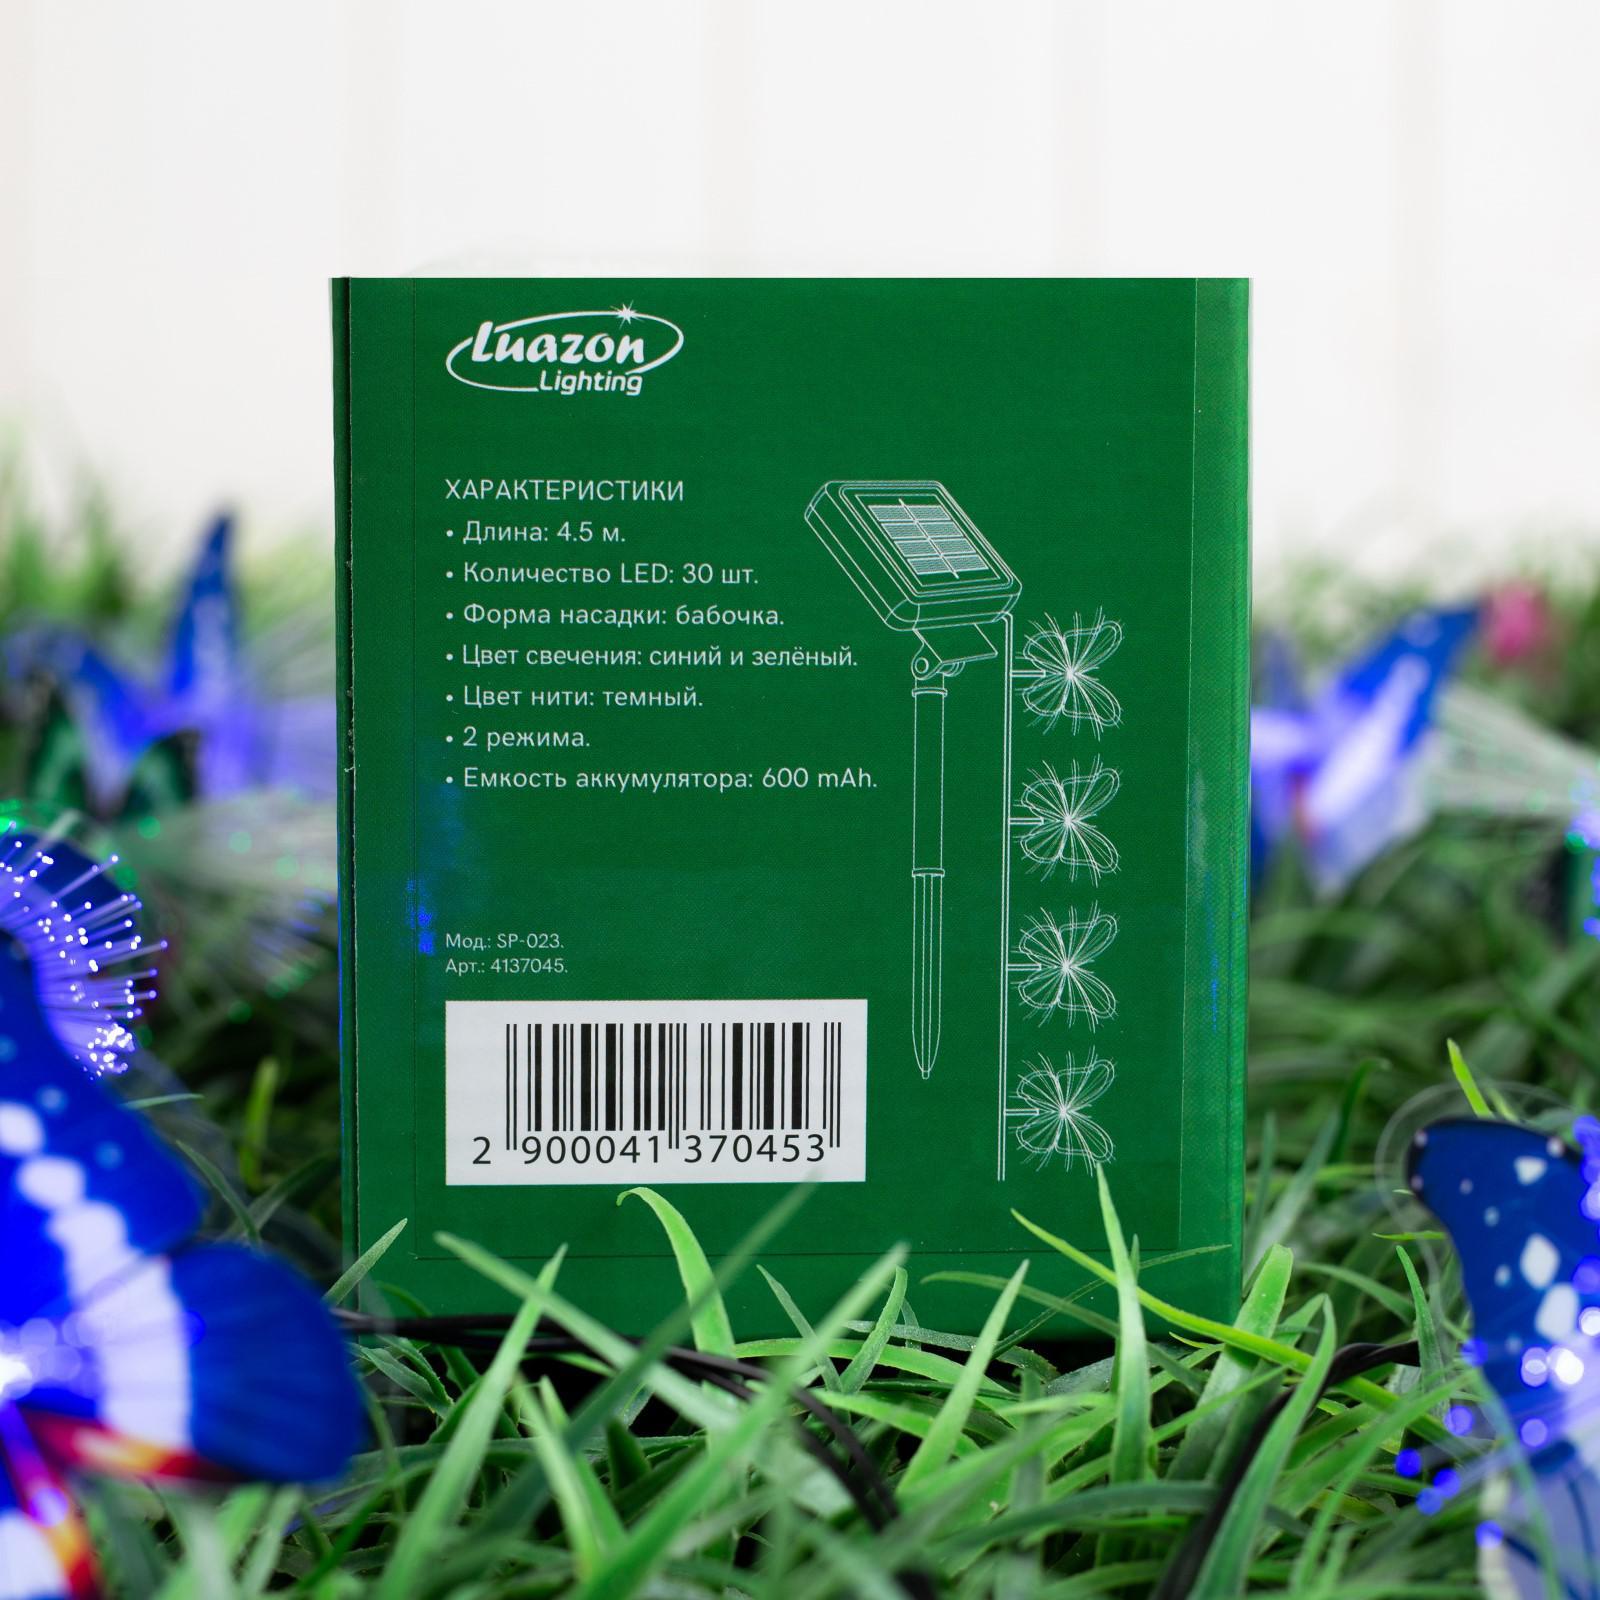 Luazon
Lighting
ХАРАКТЕРИСТИКИ
• Длина: 4.5 м.
• Количество LED: 30 шт.
• Форма насадки: бабочка.
• Цвет свечения: синий и зелёный.
• Цвет нити: темный.
• 2 режима.
• Емкость аккумулятора: 600 mAh.
Мод.: SP-023.
Арт.: 4137045.
2 900041 370453